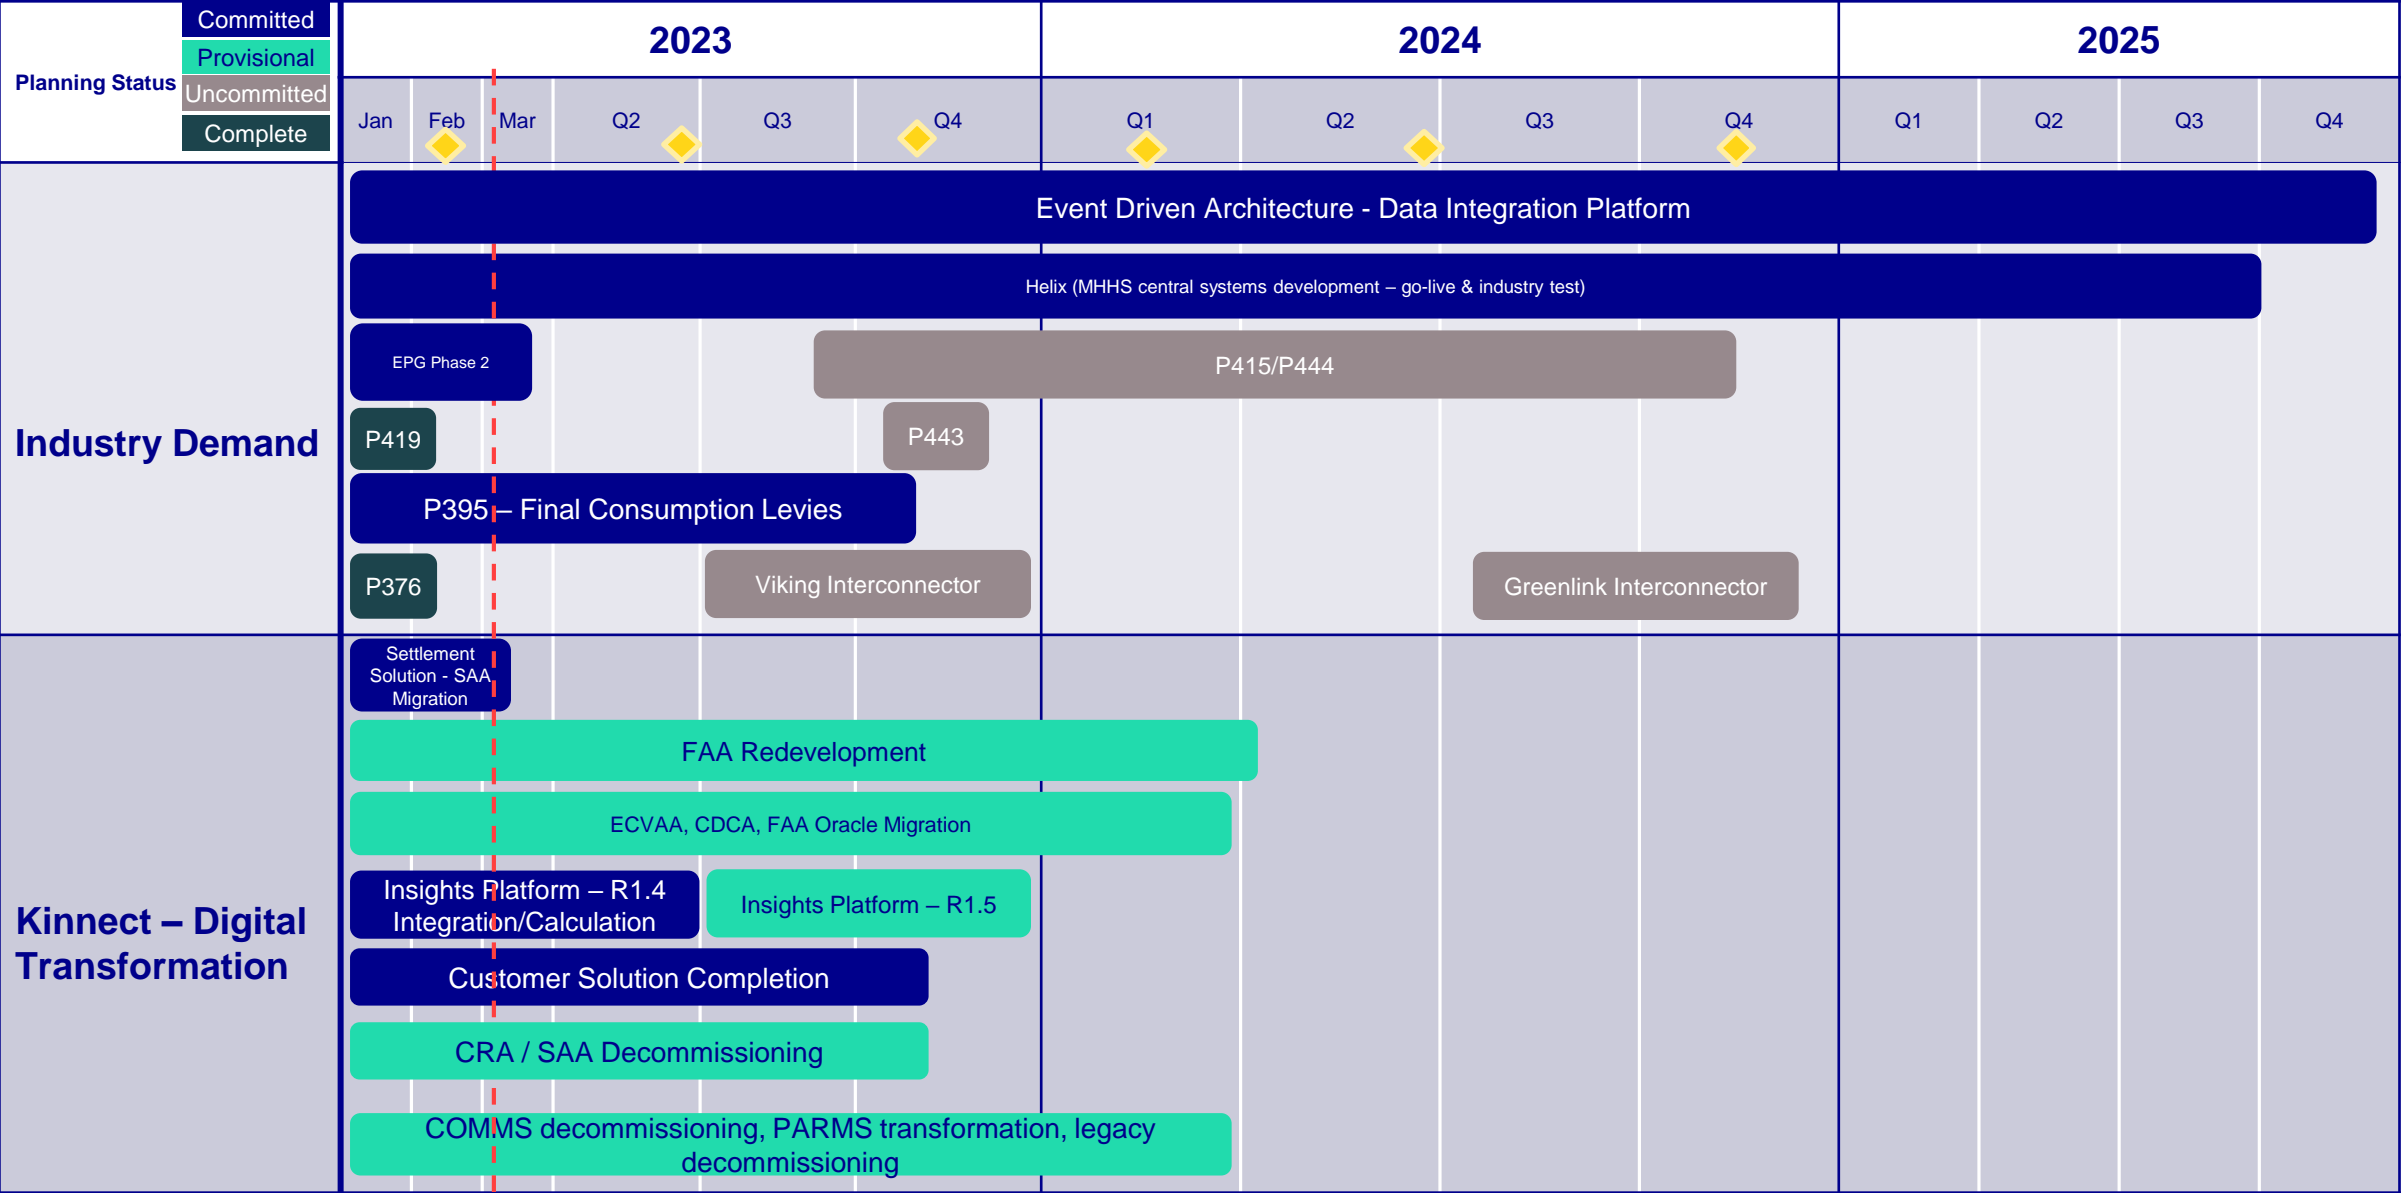 Planning Status
Committed
Provisional
Uncommitted
Complete
2023
2024
2025
Jan
Feb
Mar
Q2
Q3
Q4
Q1
Q2
Q3
Q4
Q1
Q2
Q3
Q4
Industry Demand
Event Driven Architecture - Data Integration Platform
Helix (MHHS central systems development – go-live & industry test)
EPG Phase 2
P415/P444
P419
P443
P395 – Final Consumption Levies
P376
Viking Interconnector
Greenlink Interconnector
Kinnect – Digital
Transformation
Settlement
Solution - SAA
Migration
FAA Redevelopment
ECVAA, CDCA, FAA Oracle Migration
Insights Platform – R1.4
Integration/Calculation
Insights Platform – R1.5
Customer Solution Completion
CRA / SAA Decommissioning
COMMS decommissioning, PARMS transformation, legacy
decommissioning